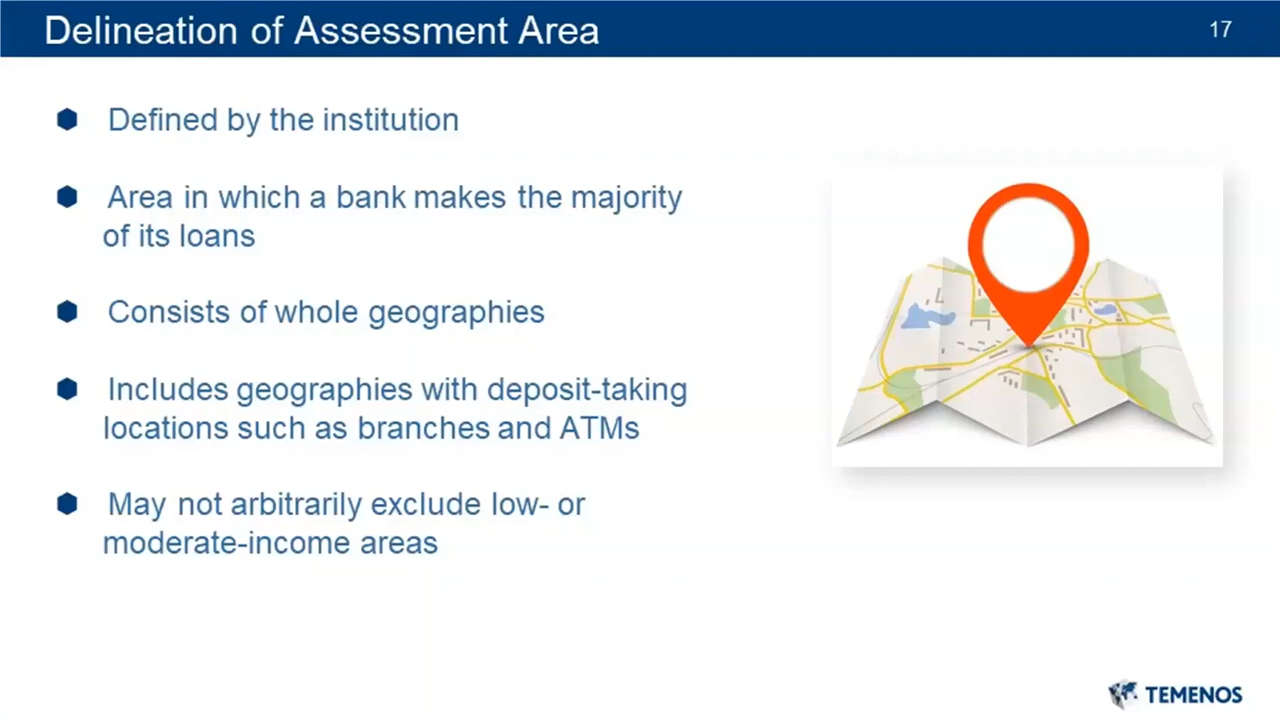 Delineation of Assessment Area
17
Defined by the institution
Area in which a bank makes the majority
of its loans
Consists of whole geographies
Includes geographies with deposit-taking
locations such as branches and ATMs
May not arbitrarily exclude low- or
moderate-income areas
TEMENOS